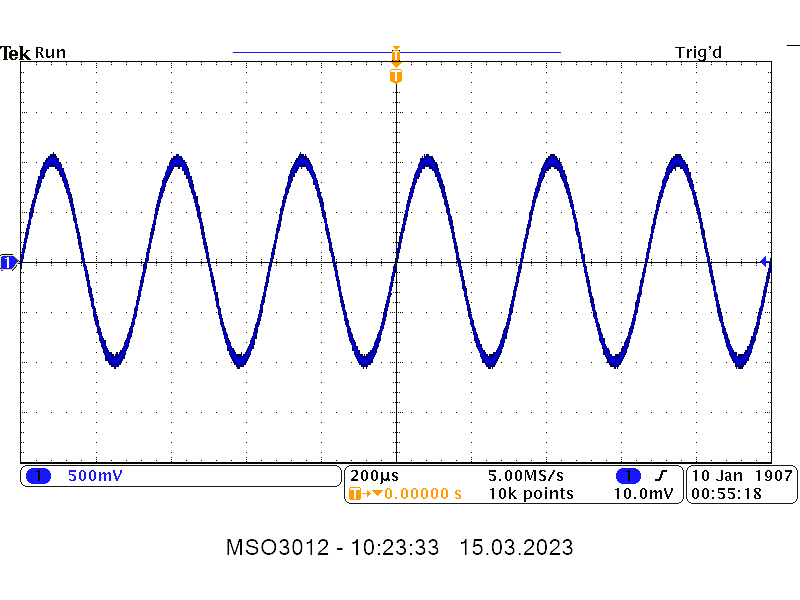 Tek Run Trig'd
T
T
1
1 500mV
200µs 5.00MS/s 1 10 Jan 1907
T→▼0.00000 s 10k points 10.0mV 00:55:18
MSO3012 - 10:23:33 15.03.2023